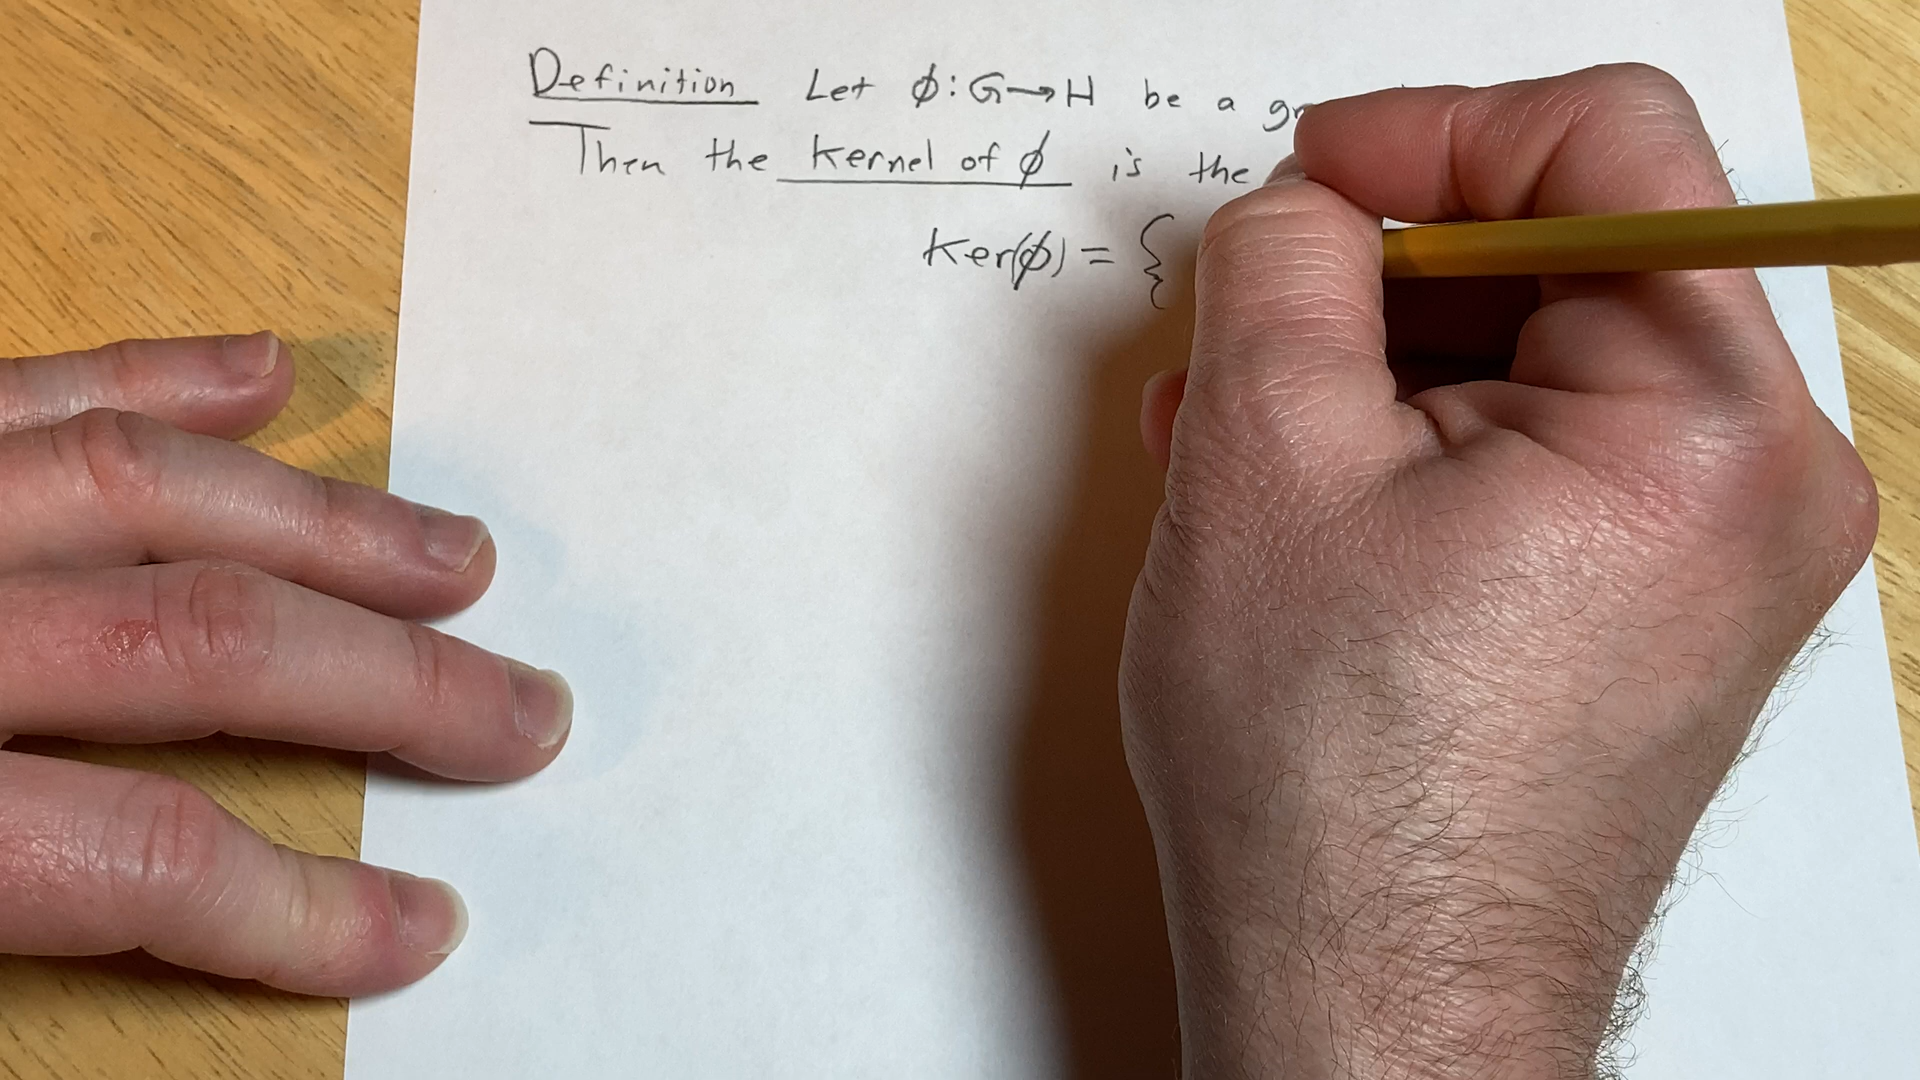 Definition Let ϕ: G→H be a
Then the kernel of ϕ is the
Ker(ϕ) = {